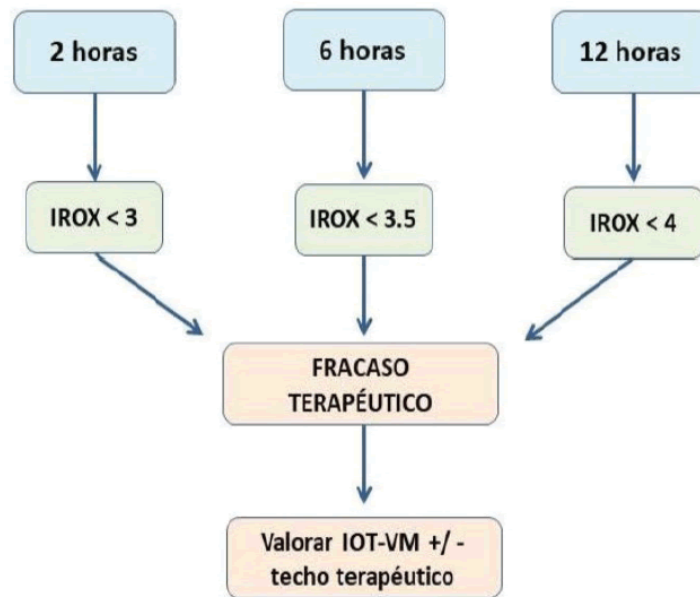 2 horas
6 horas
12 horas
IROX < 3
IROX < 3.5
IROX < 4
FRACASO
TERAPÉUTICO
Valorar IOT-VM +/ -
techo terapéutico